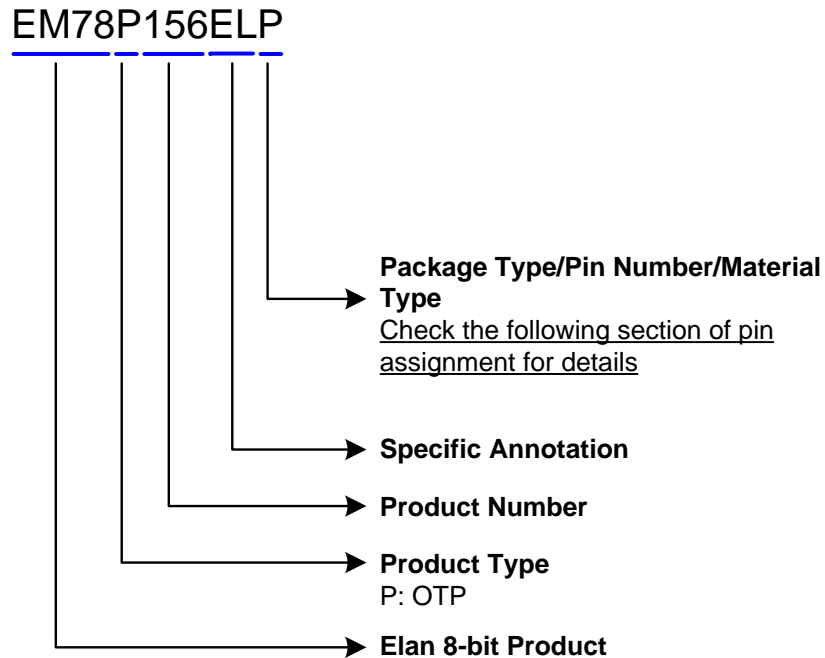 EM78P156ELP
Package Type/Pin Number/Material
Type
Check the following section of pin
assignment for details
Specific Annotation
Product Number
Product Type
P: OTP
Elan 8-bit Product